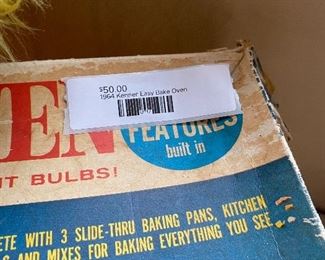 $50.00
1964 Kenner Easy Bake Oven
EN
FEATURES
built in
T BULBS!
ETE WITH 3 SLIDE-THRU BAKING PANS, KITCHEN
S AND MIXES FOR BAKING EVERYTHING YOU SEE